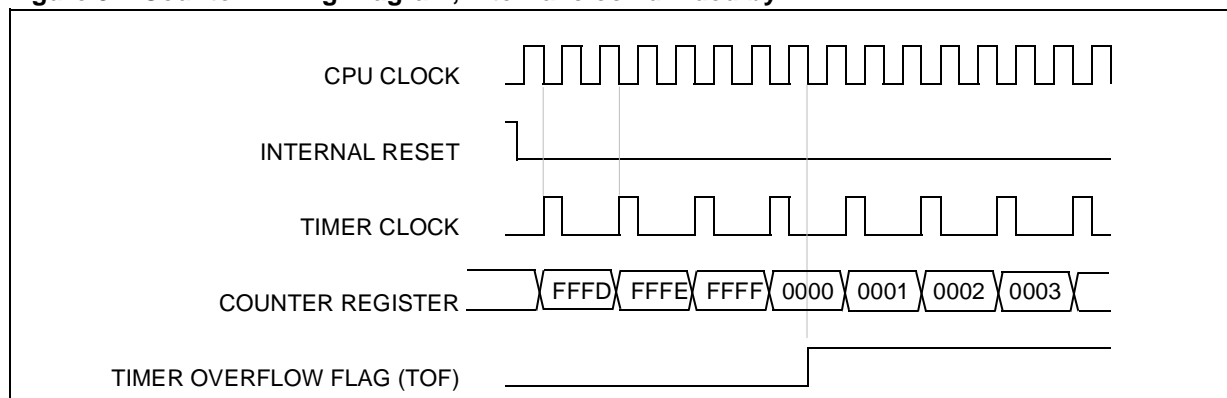 CPU CLOCK
INTERNAL RESET
TIMER CLOCK
COUNTER REGISTER
FFFD FFFE FFFF 0000 0001 0002 0003
TIMER OVERFLOW FLAG (TOF)